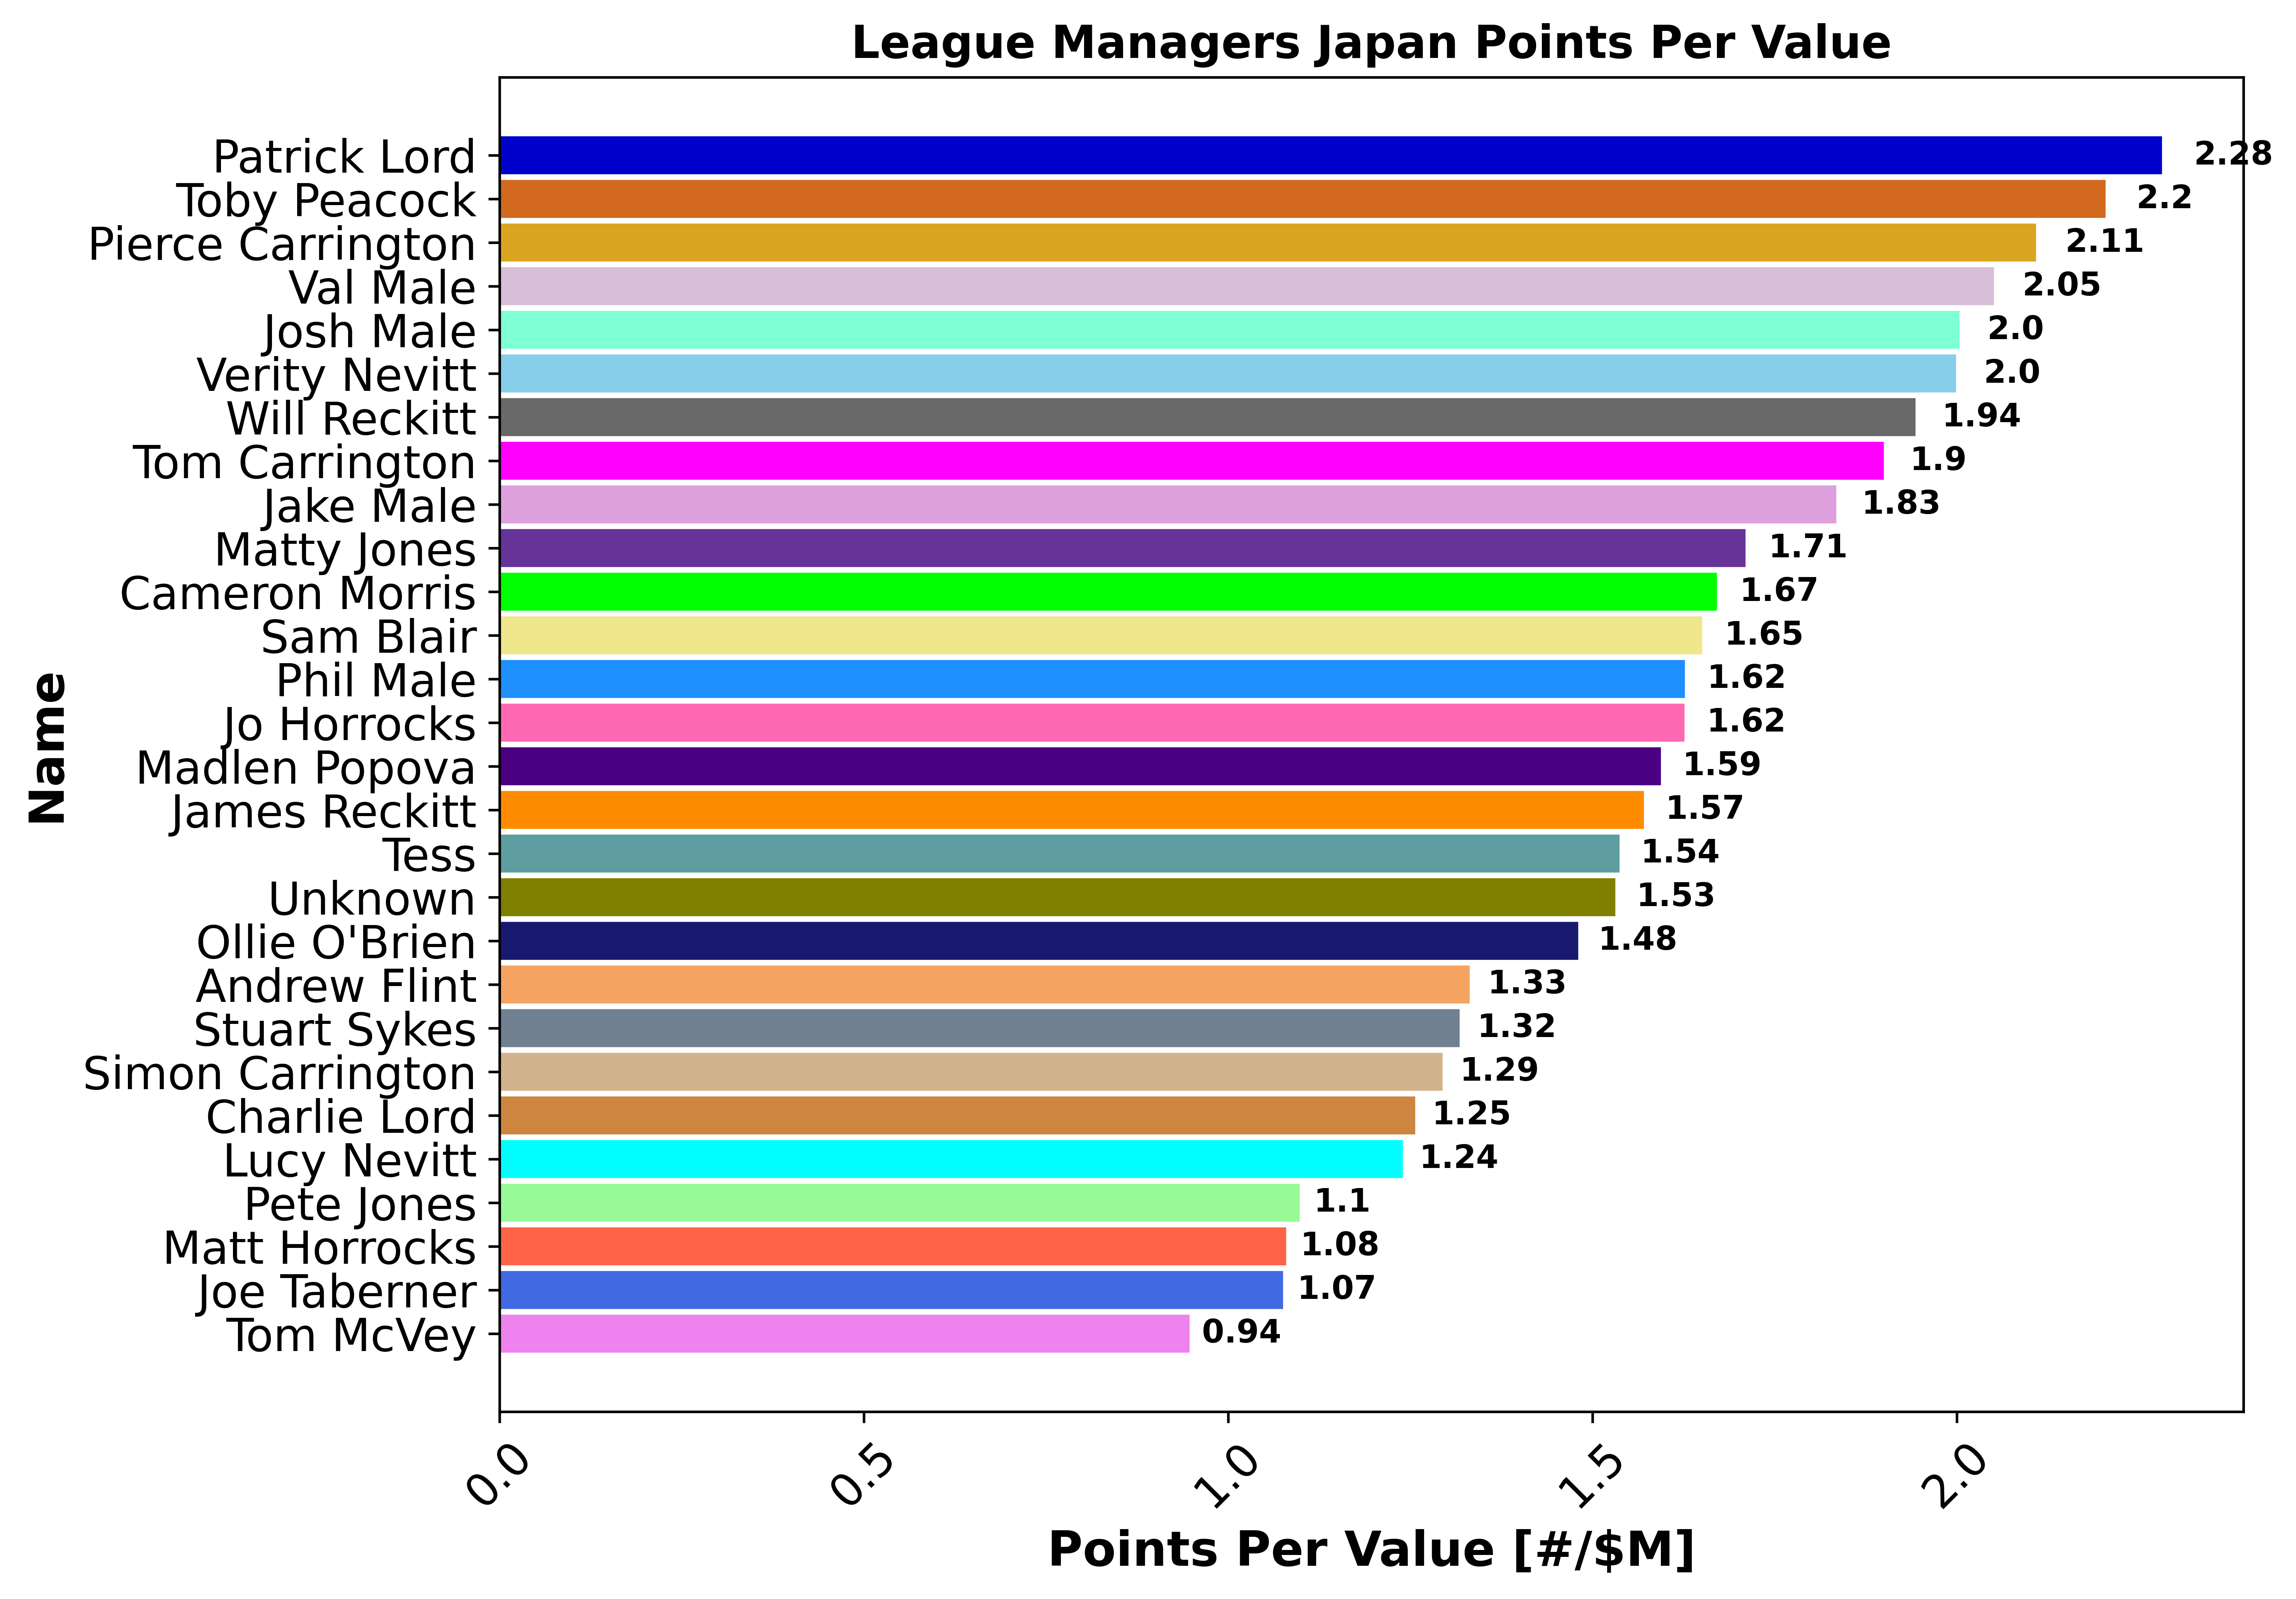 League Managers Japan Points Per Value
Patrick Lord 2.28
Toby Peacock 2.2
Pierce Carrington 2.11
Val Male 2.05
Josh Male 2.0
Verity Nevitt 2.0
Will Reckitt 1.94
Tom Carrington 1.9
Jake Male 1.83
Matty Jones 1.71
Cameron Morris 1.67
Sam Blair 1.65
Phil Male 1.62
Jo Horrocks 1.62
Madlen Popova 1.59
James Reckitt 1.57
Tess 1.54
Unknown 1.53
Ollie O'Brien 1.48
Andrew Flint 1.33
Stuart Sykes 1.32
Simon Carrington 1.29
Charlie Lord 1.25
Lucy Nevitt 1.24
Pete Jones 1.1
Matt Horrocks 1.08
Joe Taberner 1.07
Tom McVey 0.94
Name
0.0 0.5 1.0 1.5 2.0
Points Per Value [#/$M]